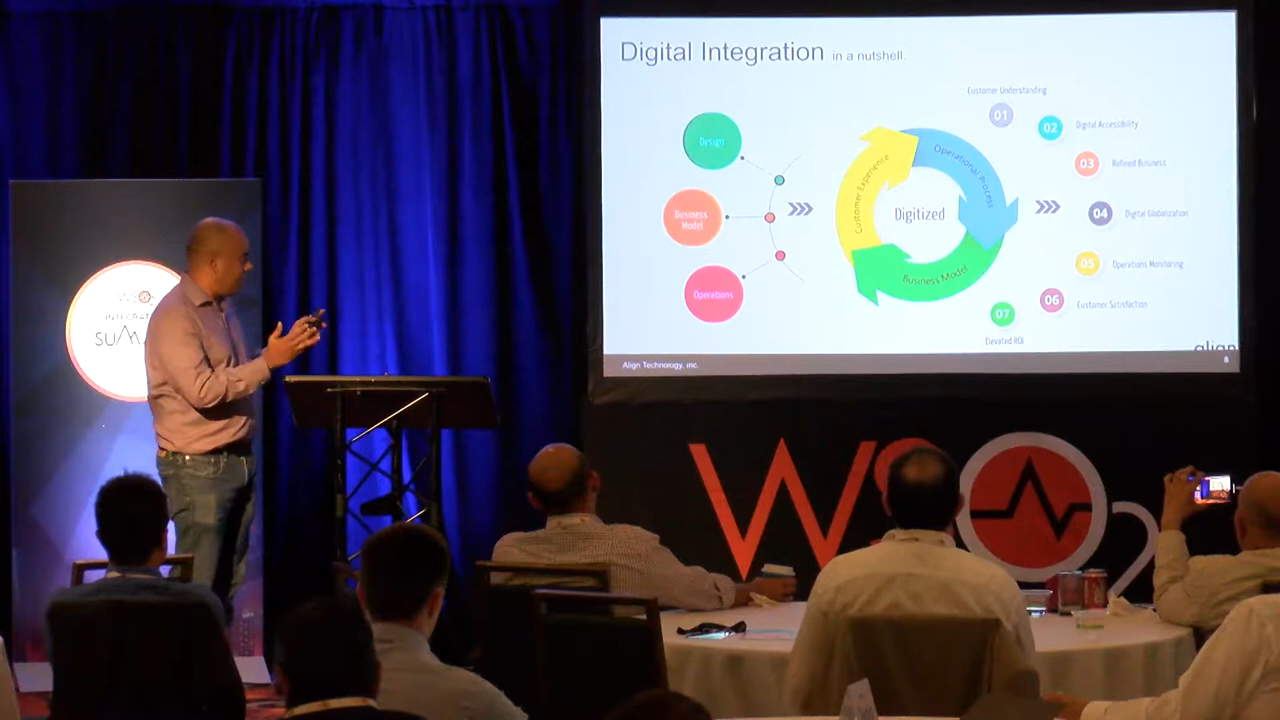 Digital Integration in a nutshell.
Design
Business
Model
Operations
Customer Experience
Operational Process
Business Model
Digitized
Customer Understanding
01
02
Digital Accessibility
03
Refined Business
04
Digital Globalization
05
Operations Monitoring
06
Customer Satisfaction
07
Elevated ROI
align
Align Technology, inc.
8